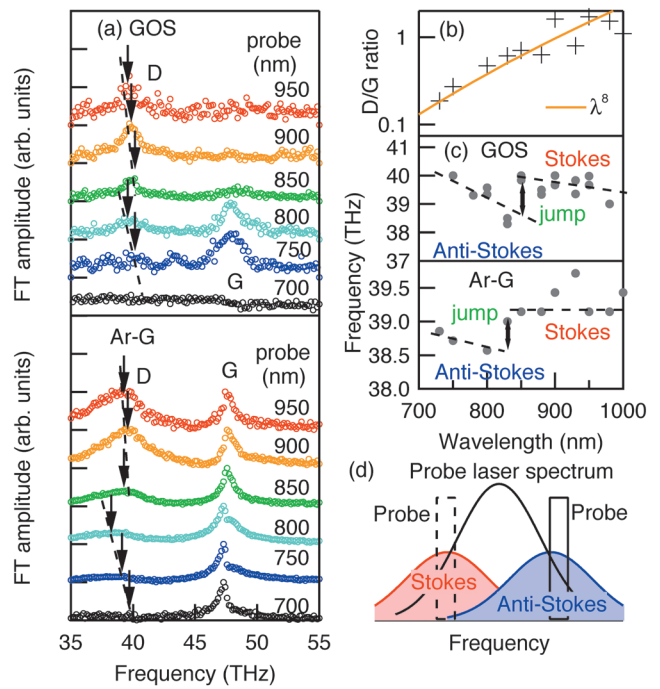 (a)
GOS
D
probe
(nm)
950
900
850
800
750
700
G
FT amplitude (arb. units)
Ar-G
D
G
probe
(nm)
950
900
850
800
750
700
FT amplitude (arb. units)
35 40 45 50 55
Frequency (THz)
(b)
1
0.1
D/G ratio
λ⁸
(c)
GOS
Stokes
jump
Anti-Stokes
41
40
39
38
37
Ar-G
jump
Stokes
Anti-Stokes
39.0
38.5
38.0
Frequency (THz)
700 800 900 1000
Wavelength (nm)
(d)
Probe laser spectrum
Probe
Probe
Stokes
Anti-Stokes
Frequency